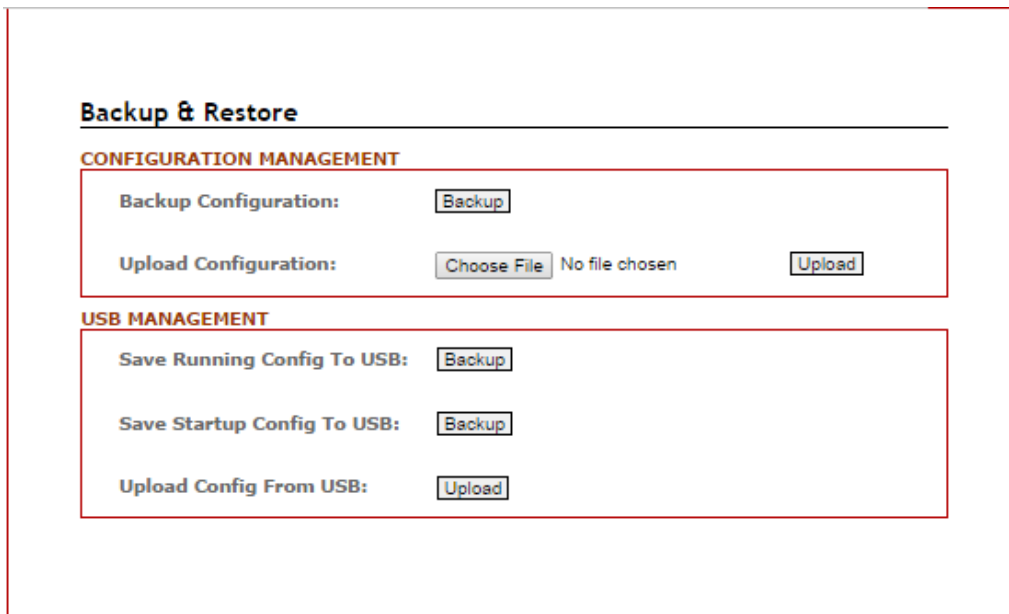 Backup & Restore
CONFIGURATION MANAGEMENT
Backup Configuration: Backup
Upload Configuration: Choose File No file chosen Upload
USB MANAGEMENT
Save Running Config To USB: Backup
Save Startup Config To USB: Backup
Upload Config From USB: Upload